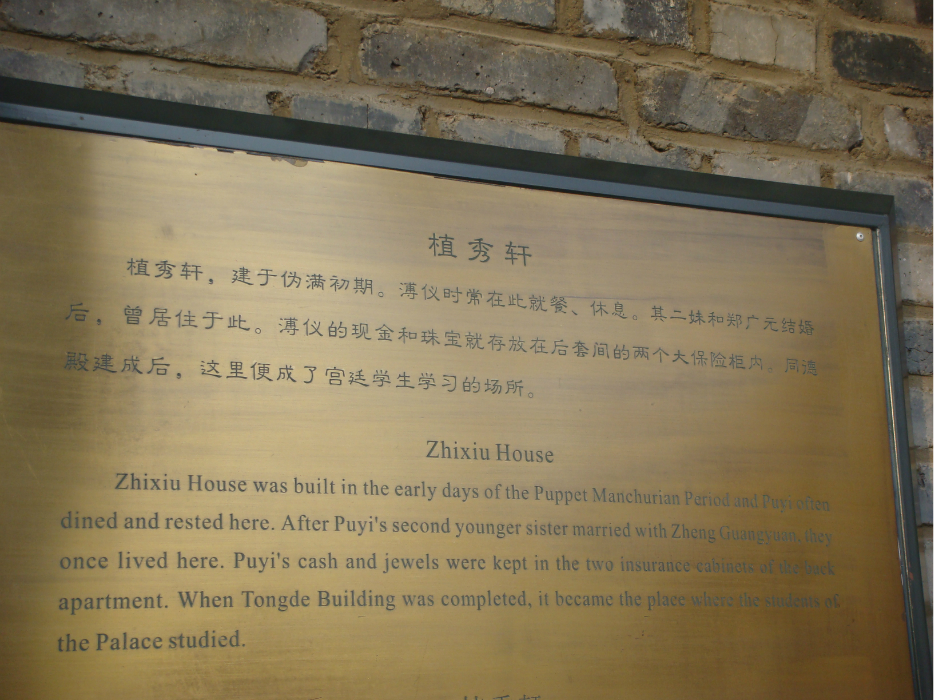 植秀轩
植秀轩，建于伪满初期。溥仪时常在此就餐、休息。其二妹和郑广元结婚
后，曾居住于此。溥仪的现金和珠宝就存放在后套间的两个大保险柜内。同德
殿建成后，这里便成了宫廷学生学习的场所。
Zhixiu House
Zhixiu House was built in the early days of the Puppet Manchurian Period and Puyi often
dined and rested here. After Puyi's second younger sister married with Zheng Guangyuan, they
once lived here. Puyi's cash and jewels were kept in the two insurance cabinets of the back
apartment. When Tongde Building was completed, it became the place where the students of
the Palace studied.